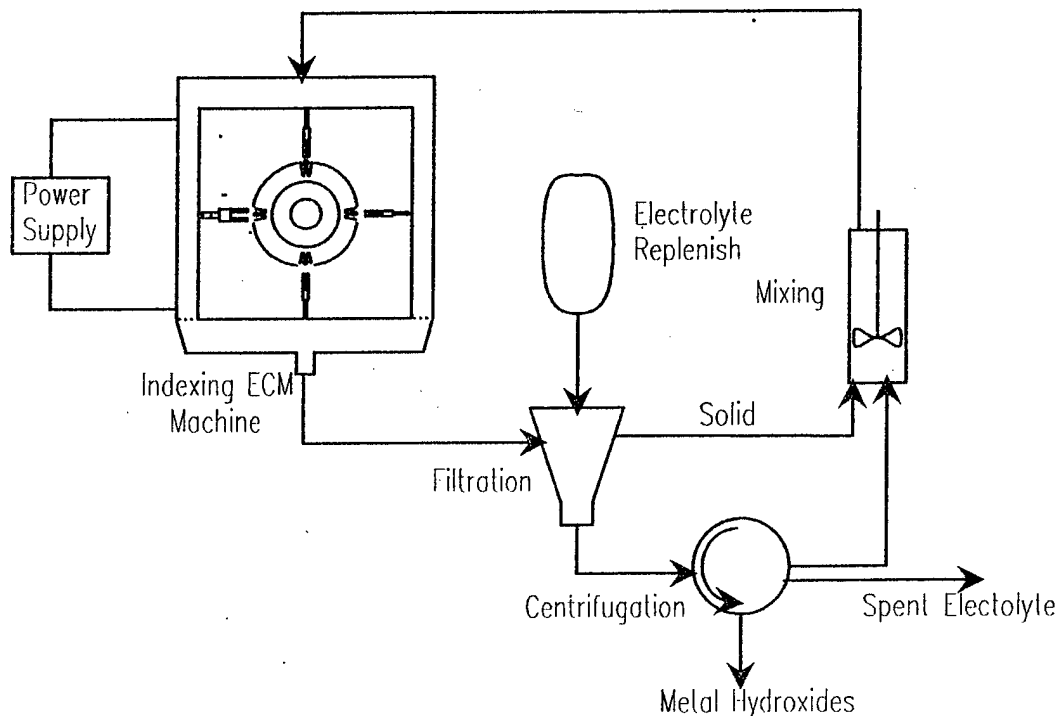 Power
Supply
Electrolyte
Replenish
Mixing
Indexing ECM
Machine
Solid
Filtration
Centrifugation
Spent Electolyte
Metal Hydroxides